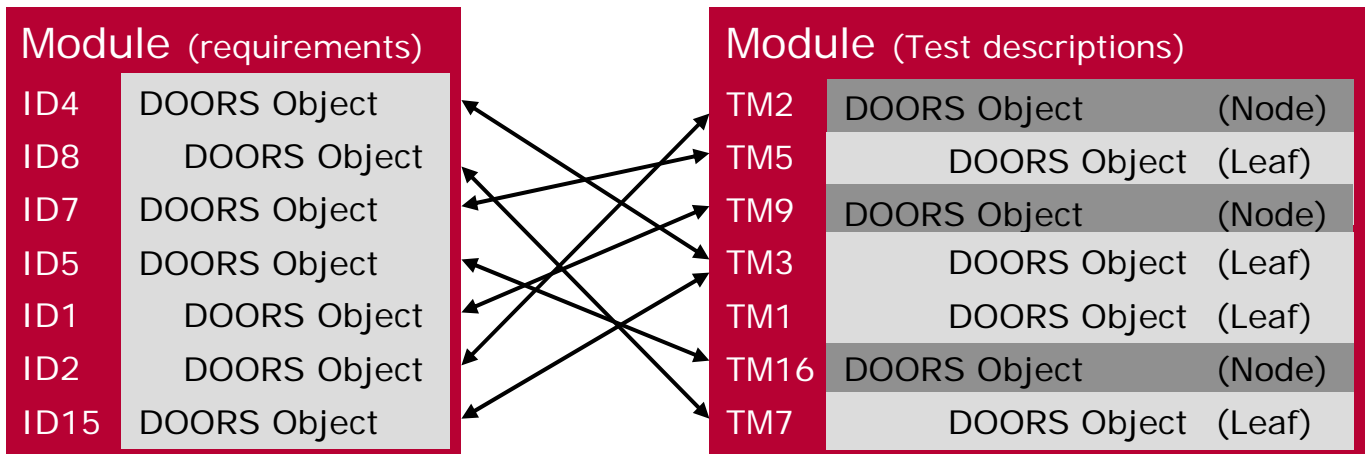 Module (requirements)
ID4 DOORS Object
ID8 DOORS Object
ID7 DOORS Object
ID5 DOORS Object
ID1 DOORS Object
ID2 DOORS Object
ID15 DOORS Object
Module (Test descriptions)
TM2 DOORS Object (Node)
TM5 DOORS Object (Leaf)
TM9 DOORS Object (Node)
TM3 DOORS Object (Leaf)
TM1 DOORS Object (Leaf)
TM16 DOORS Object (Node)
TM7 DOORS Object (Leaf)